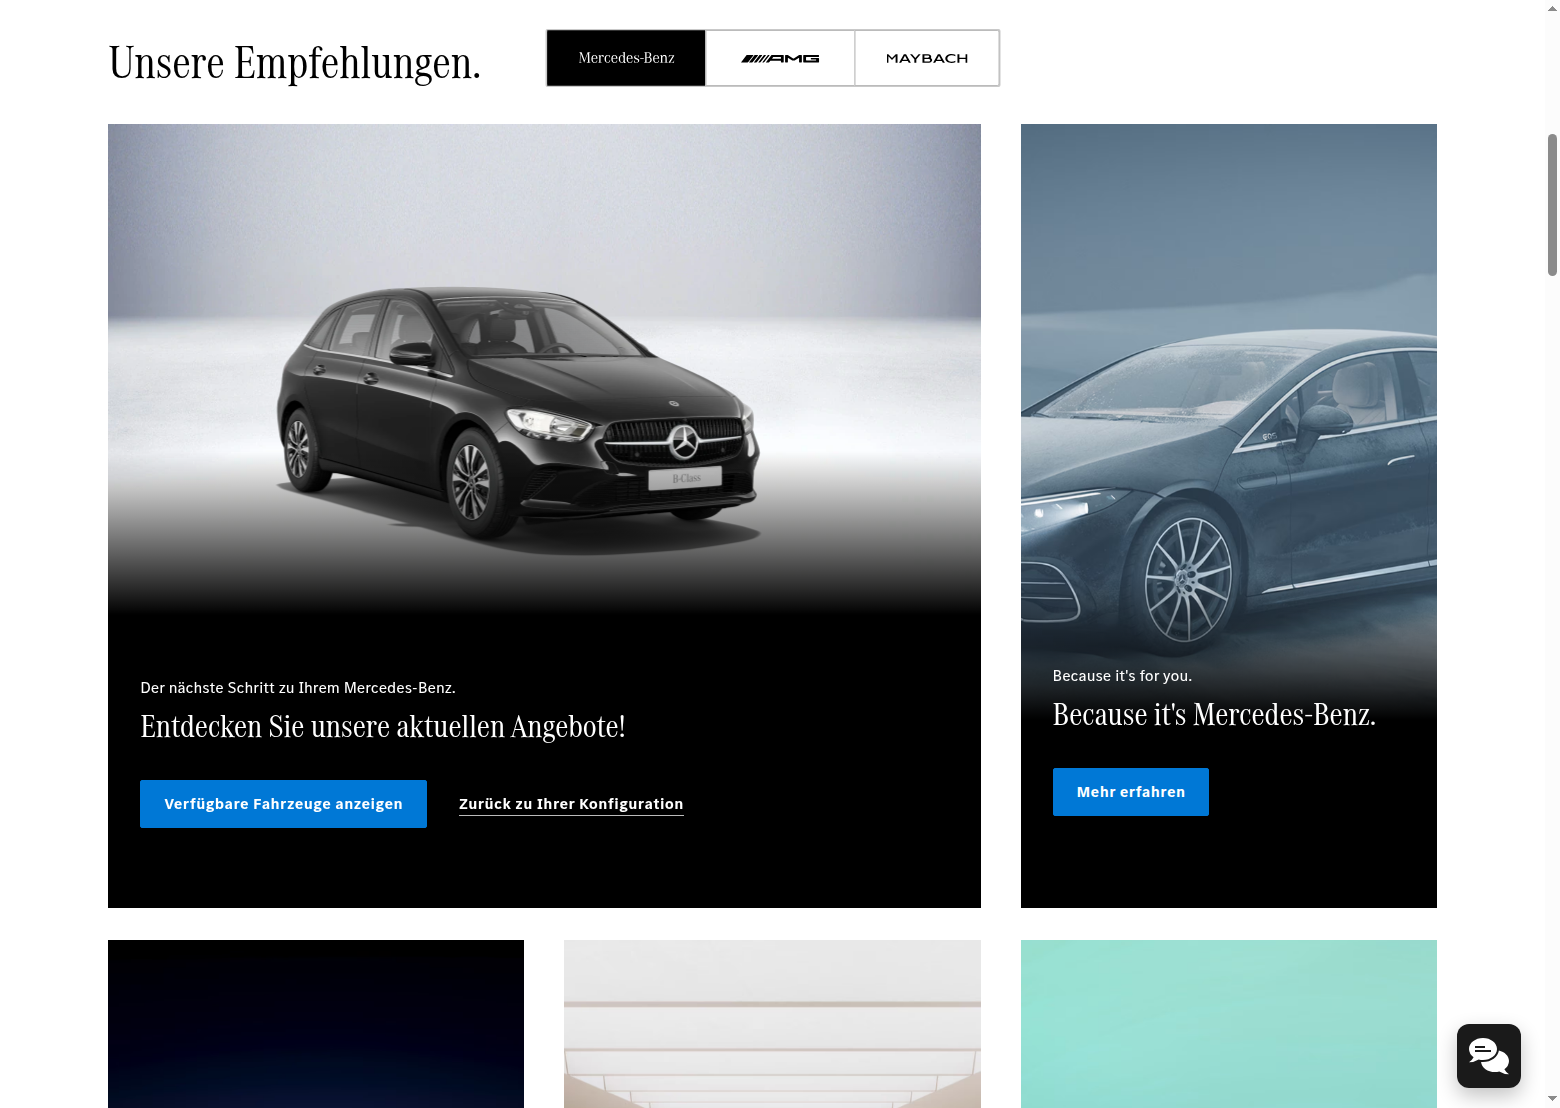 Unsere Empfehlungen.
Mercedes-Benz
AMG
MAYBACH
B-Class
EQS
Der nächste Schritt zu Ihrem Mercedes-Benz.
Entdecken Sie unsere aktuellen Angebote!
Verfügbare Fahrzeuge anzeigen
Zurück zu Ihrer Konfiguration
Because it's for you.
Because it's Mercedes-Benz.
Mehr erfahren